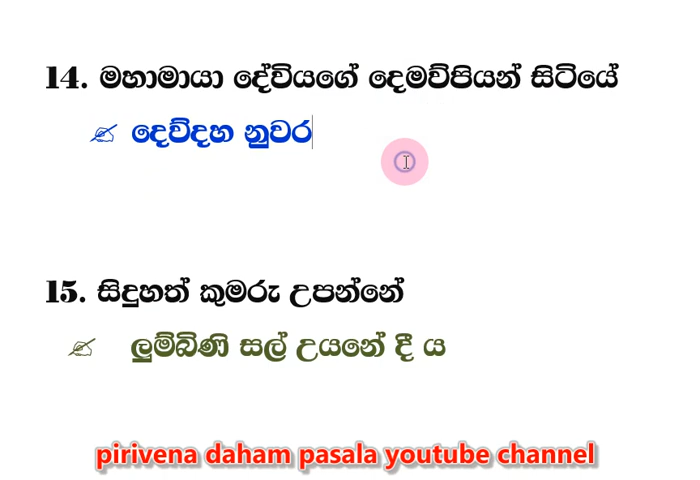 14. මහාමායා දේවියගේ දෙමව්පියන් සිටියේ
දෙව්දහ නුවර
15. සිදුහත් කුමරු උපන්නේ
ලුම්බිණි සල් උයනේ දී ය
pirivena daham pasala youtube channel